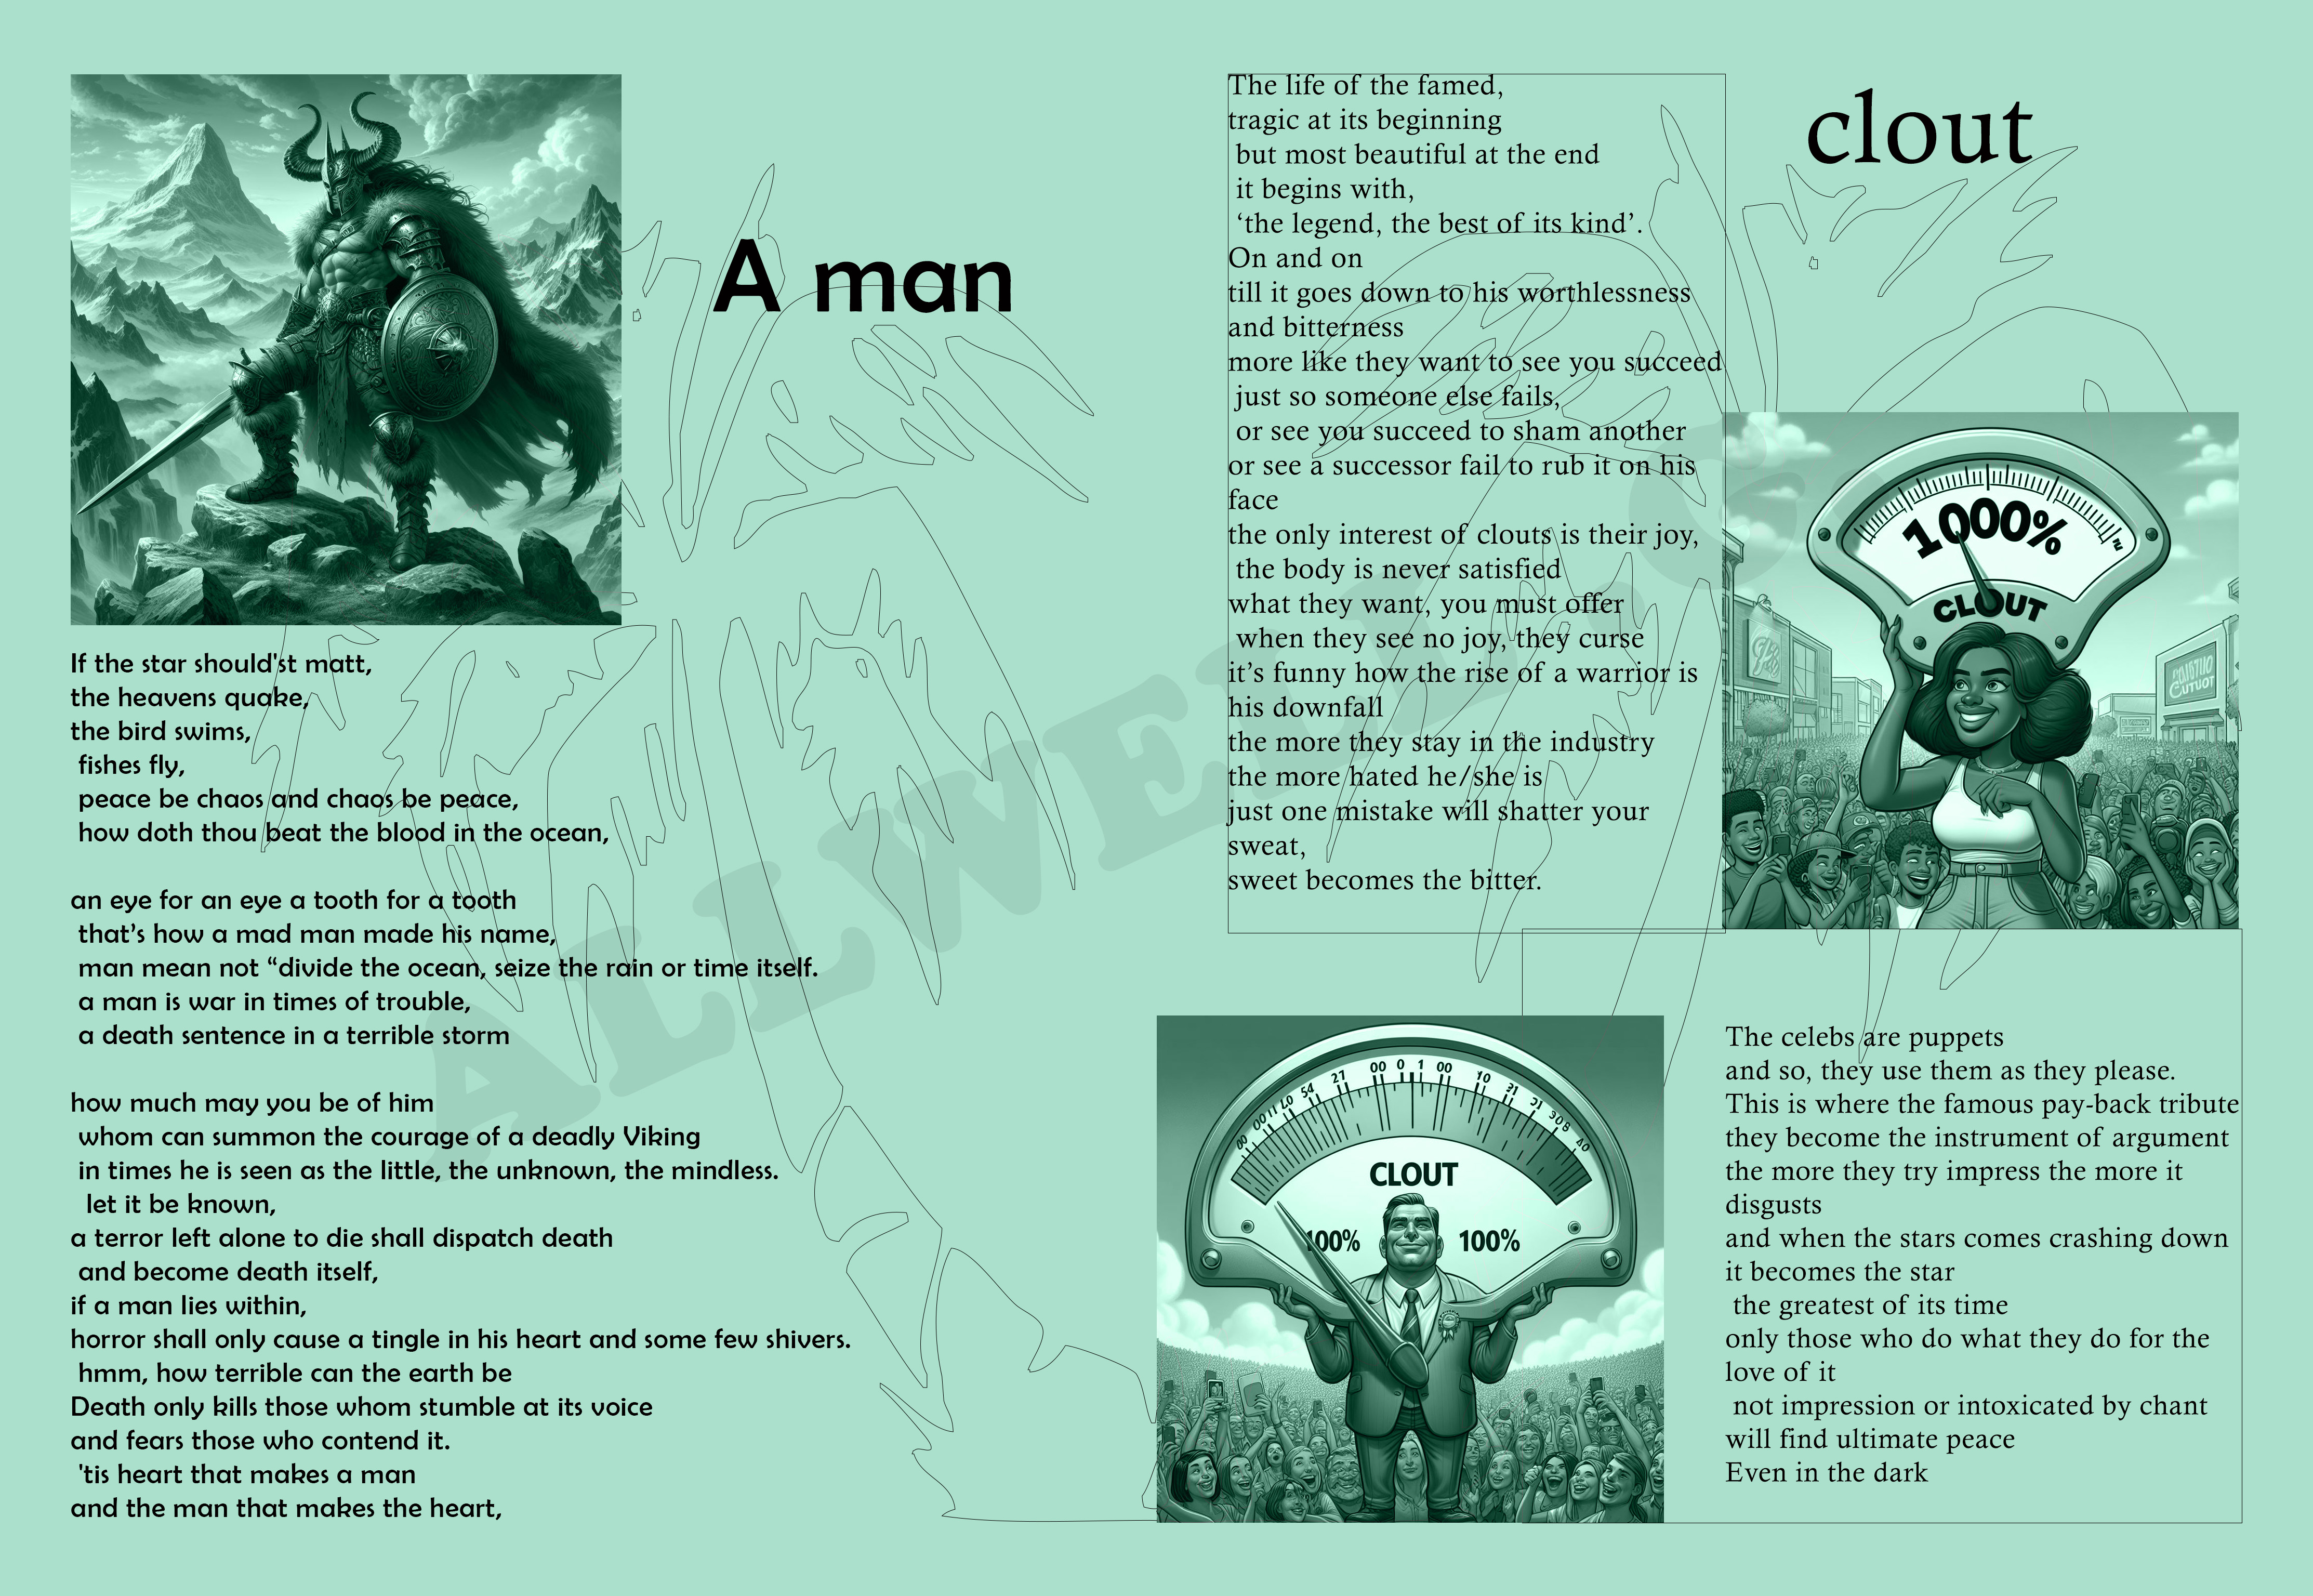 A man
If the star should'st matt,
the heavens quake,
the bird swims,
fishes fly,
peace be chaos and chaos be peace,
how doth thou beat the blood in the ocean,
an eye for an eye a tooth for a tooth
that’s how a mad man made his name,
man mean not “divide the ocean, seize the rain or time itself.
a man is war in times of trouble,
a death sentence in a terrible storm
how much may you be of him
whom can summon the courage of a deadly Viking
in times he is seen as the little, the unknown, the mindless.
let it be known,
a terror left alone to die shall dispatch death
and become death itself,
if a man lies within,
horror shall only cause a tingle in his heart and some few shivers.
hmm, how terrible can the earth be
Death only kills those whom stumble at its voice
and fears those who contend it.
'tis heart that makes a man
and the man that makes the heart,
clout
The life of the famed,
tragic at its beginning
but most beautiful at the end
it begins with,
‘the legend, the best of its kind’.
On and on
till it goes down to his worthlessness
and bitterness
more like they want to see you succeed
just so someone else fails,
or see you succeed to sham another
or see a successor fail to rub it on his
face
the only interest of clouts is their joy,
the body is never satisfied
what they want, you must offer
when they see no joy, they curse
it’s funny how the rise of a warrior is
his downfall
the more they stay in the industry
the more hated he/she is
just one mistake will shatter your
sweat,
sweet becomes the bitter.
1000%
CLOUT
00 0 1 00
27
54
10
CLOUT
100% 100%
The celebs are puppets
and so, they use them as they please.
This is where the famous pay-back tribute
they become the instrument of argument
the more they try impress the more it
disgusts
and when the stars comes crashing down
it becomes the star
the greatest of its time
only those who do what they do for the
love of it
not impression or intoxicated by chant
will find ultimate peace
Even in the dark